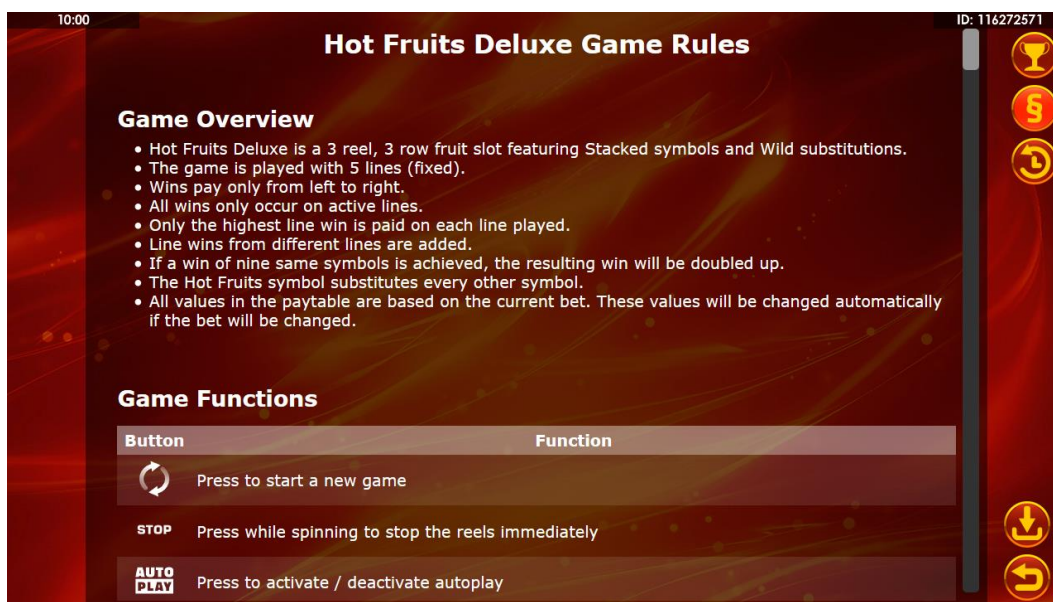 10:00
ID: 116272571
Hot Fruits Deluxe Game Rules
Game Overview
• Hot Fruits Deluxe is a 3 reel, 3 row fruit slot featuring Stacked symbols and Wild substitutions.
• The game is played with 5 lines (fixed).
• Wins pay only from left to right.
• All wins only occur on active lines.
• Only the highest line win is paid on each line played.
• Line wins from different lines are added.
• If a win of nine same symbols is achieved, the resulting win will be doubled up.
• The Hot Fruits symbol substitutes every other symbol.
• All values in the paytable are based on the current bet. These values will be changed automatically
if the bet will be changed.
Game Functions
Button Function
Press to start a new game
STOP Press while spinning to stop the reels immediately
AUTO
PLAY Press to activate / deactivate autoplay
§